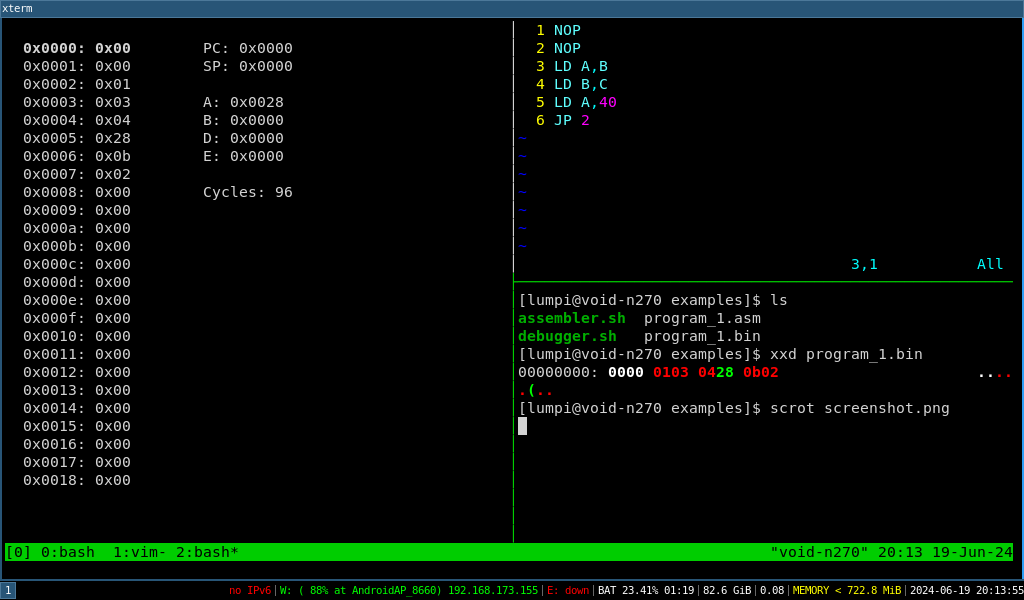 xterm
0x0000: 0x00 PC: 0x0000
0x0001: 0x00 SP: 0x0000
0x0002: 0x01
0x0003: 0x03 A: 0x0028
0x0004: 0x04 B: 0x0000
0x0005: 0x28 D: 0x0000
0x0006: 0x0b E: 0x0000
0x0007: 0x02
0x0008: 0x00 Cycles: 96
0x0009: 0x00
0x000a: 0x00
0x000b: 0x00
0x000c: 0x00
0x000d: 0x00
0x000e: 0x00
0x000f: 0x00
0x0010: 0x00
0x0011: 0x00
0x0012: 0x00
0x0013: 0x00
0x0014: 0x00
0x0015: 0x00
0x0016: 0x00
0x0017: 0x00
0x0018: 0x00
1 NOP
2 NOP
3 LD A,B
4 LD B,C
5 LD A,40
6 JP 2
~
~
~
~
~
~
~
3,1 All
[lumpi@void-n270 examples]$ ls
assembler.sh program_1.asm
debugger.sh program_1.bin
[lumpi@void-n270 examples]$ xxd program_1.bin
00000000: 0000 0103 0428 0b02 ....
.(..
[lumpi@void-n270 examples]$ scrot screenshot.png
[0] 0:bash 1:vim- 2:bash* "void-n270" 20:13 19-Jun-24
1 no IPv6|W: ( 88% at AndroidAP_8660) 192.168.173.155|E: down|BAT 23.41% 01:19|82.6 GiB|0.08|MEMORY < 722.8 MiB|2024-06-19 20:13:55